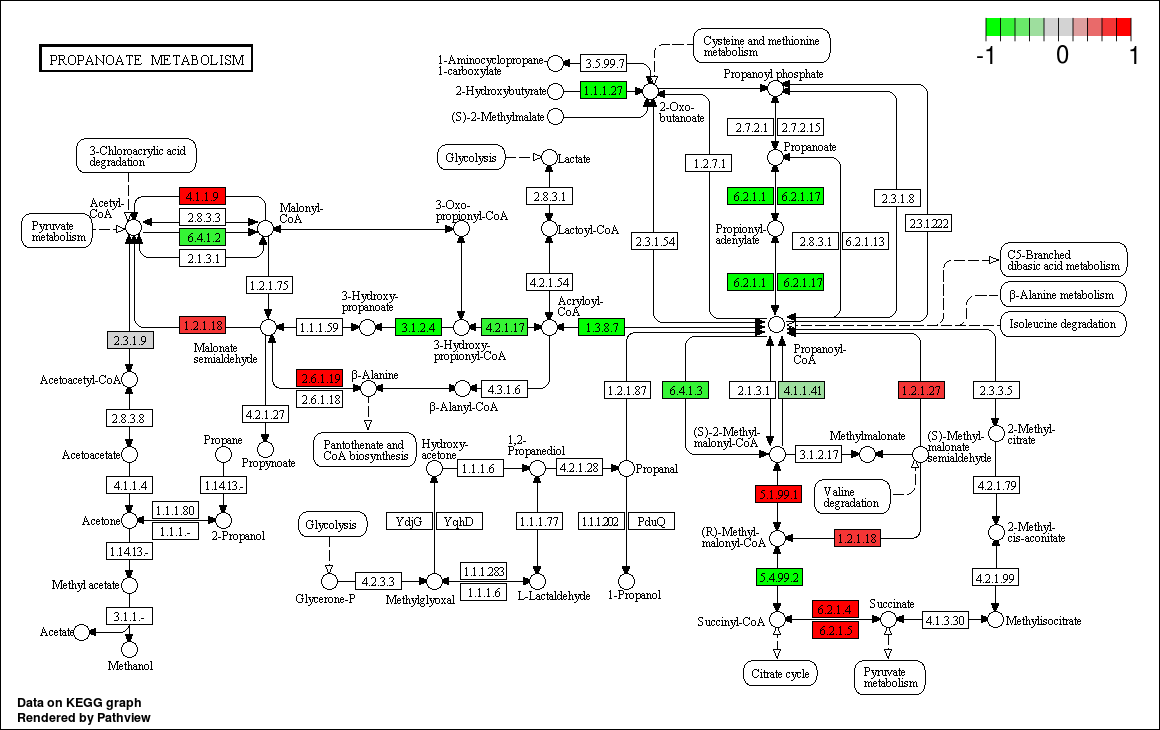 PROPANOATE METABOLISM
-1 0 1
Cysteine and methionine
metabolism
1-Aminocyclopropane
1-carboxylate
3.5.99.7
2-Hydroxybutyrate
1.1.1.27
(S)-2-Methylmalate
2-Oxo-
butanoate
Propanoyl phosphate
2.7.2.1
2.7.2.15
1.2.7.1
Propanoate
3-Chloroacrylic acid
degradation
Glycolysis
Lactate
6.2.1.1
6.2.1.17
2.3.1.8
2.3.1.222
4.1.1.9
Acetyl-
CoA
2.8.3.3
Malonyl-
CoA
3-Oxo-
propionyl-CoA
2.8.3.1
Lactoyl-CoA
Propionyl-
adenylate
Pyruvate
metabolism
6.4.1.2
2.1.3.1
2.3.1.54
2.8.3.1
6.2.1.13
C5-Branched
dibasic acid metabolism
1.2.1.75
4.2.1.54
6.2.1.1
6.2.1.17
β-Alanine metabolism
3-Hydroxy-
propanoate
Acryloyl-
CoA
1.2.1.18
1.1.1.59
3.1.2.4
4.2.1.17
1.3.8.7
Isoleucine degradation
2.3.1.9
Malonate
semialdehyde
3-Hydroxy-
propionyl-CoA
Propanoyl-
CoA
Acetoacetyl-CoA
2.6.1.19
β-Alanine
2.6.1.18
β-Alanyl-CoA
4.3.1.6
1.2.1.87
6.4.1.3
2.1.3.1
4.1.1.41
1.2.1.27
2.3.3.5
2.8.3.8
4.2.1.27
Propane
Pantothenate and
CoA biosynthesis
Hydroxy-
acetone
1,2-
Propanediol
(S)-2-Methyl-
malonyl-CoA
Methylmalonate
(S)-Methyl-
malonate
semialdehyde
2-Methyl-
citrate
Acetoacetate
Propynoate
1.1.1.6
4.2.1.28
Propanal
3.1.2.17
4.1.1.4
1.14.13.-
5.1.99.1
Valine
degradation
4.2.1.79
1.1.1.80
Acetone
1.1.1.-
2-Propanol
Glycolysis
YdjG
YqhD
1.1.1.77
1.1.1.202
PduQ
(R)-Methyl-
malonyl-CoA
1.2.1.18
2-Methyl-
cis-aconitate
1.14.13.-
Methyl acetate
4.2.3.3
1.1.1.283
1.1.1.6
5.4.99.2
4.2.1.99
Glycerone-P
Methylglyoxal
L-Lactaldehyde
1-Propanol
3.1.1.-
6.2.1.4
Succinate
Acetate
Succinyl-CoA
6.2.1.5
4.1.3.30
Methylisocitrate
Methanol
Citrate cycle
Pyruvate
metabolism
Data on KEGG graph
Rendered by Pathview